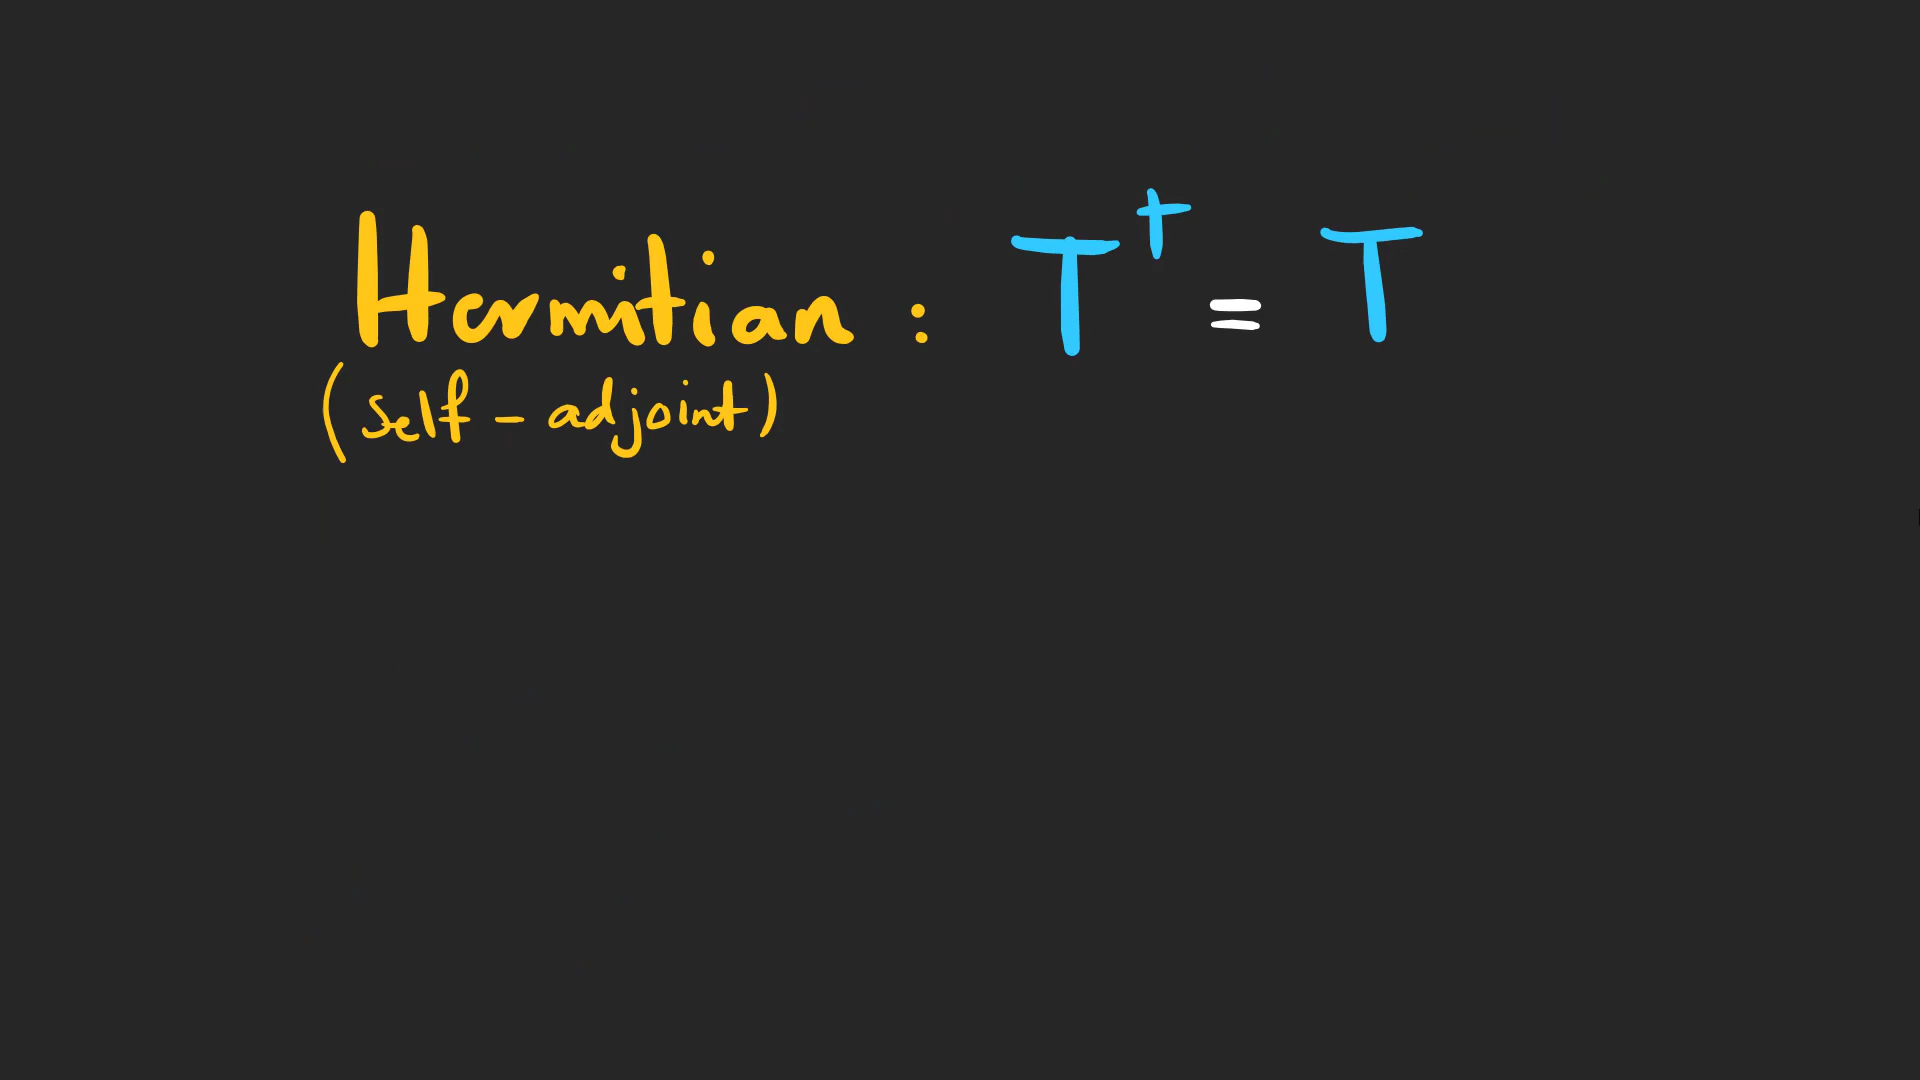 Hermitian : T† = T
(self-adjoint)